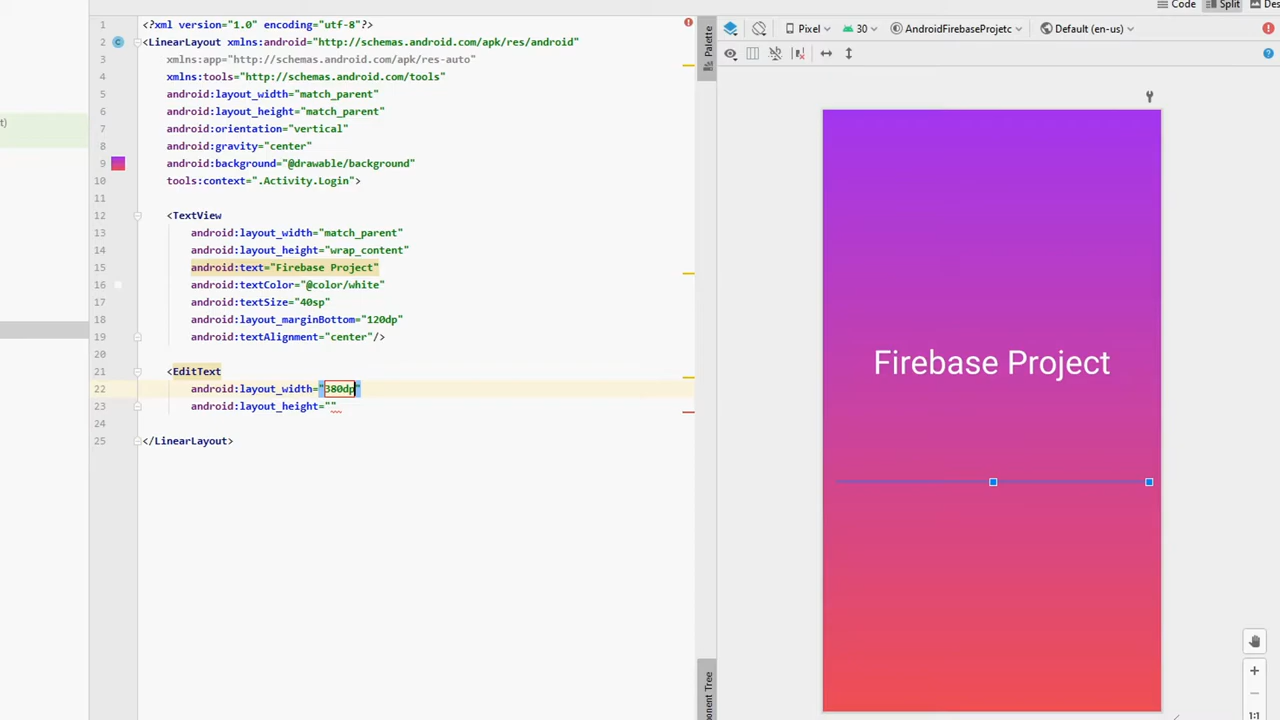 Code
Split
Des
1 <?xml version="1.0" encoding="utf-8"?>
2 <LinearLayout xmlns:android="http://schemas.android.com/apk/res/android"
3 xmlns:app="http://schemas.android.com/apk/res-auto"
4 xmlns:tools="http://schemas.android.com/tools"
5 android:layout_width="match_parent"
6 android:layout_height="match_parent"
7 android:orientation="vertical"
8 android:gravity="center"
9 android:background="@drawable/background"
10 tools:context=".Activity.Login">
11
12 <TextView
13 android:layout_width="match_parent"
14 android:layout_height="wrap_content"
15 android:text="Firebase Project"
16 android:textColor="@color/white"
17 android:textSize="40sp"
18 android:layout_marginBottom="120dp"
19 android:textAlignment="center"/>
20
21 <EditText
22 android:layout_width="380dp"
23 android:layout_height=""
24
25 </LinearLayout>
t)
C
Palette
Pixel
30
AndroidFirebaseProjetc
Default (en-us)
Firebase Project
ponent Tree
1:1